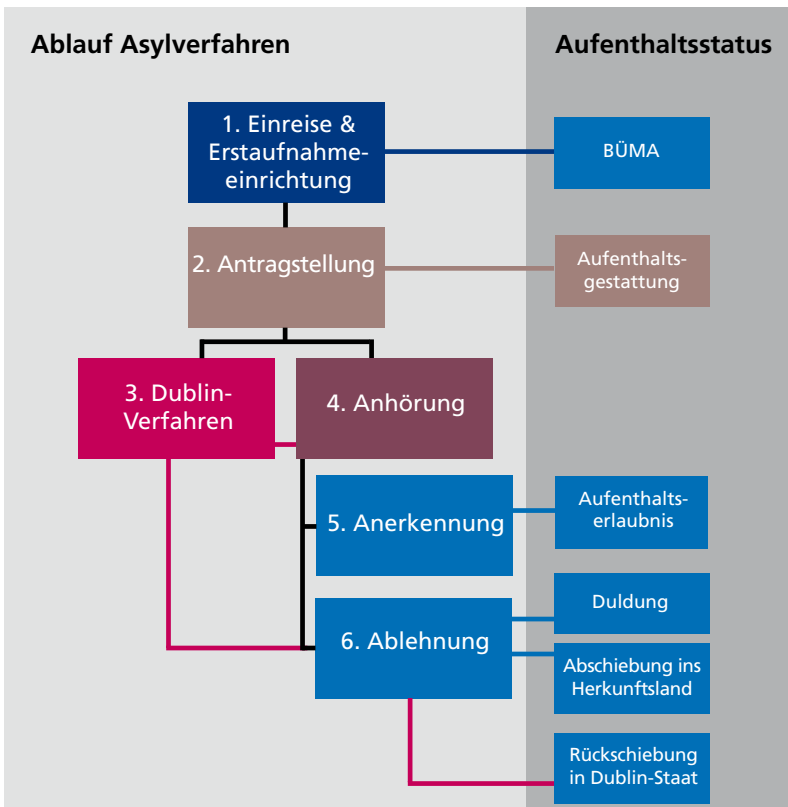 Ablauf Asylverfahren
Aufenthaltsstatus
1. Einreise &
Erstaufnahme-
einrichtung
BÜMA
2. Antragstellung
Aufenthalts-
gestattung
3. Dublin-
Verfahren
4. Anhörung
5. Anerkennung
Aufenthalts-
erlaubnis
6. Ablehnung
Duldung
Abschiebung ins
Herkunftsland
Rückschiebung
in Dublin-Staat